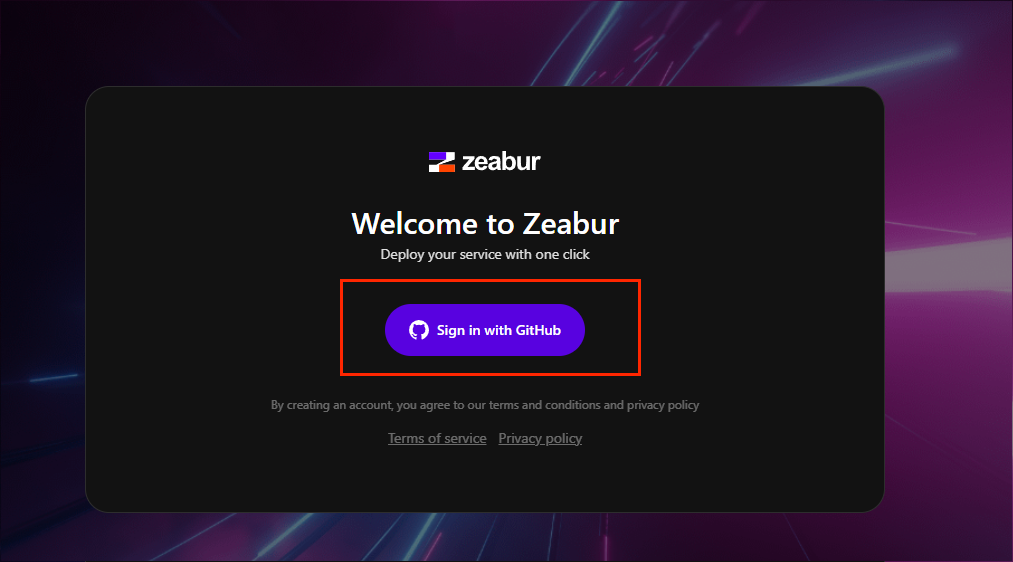 zeabur
Welcome to Zeabur
Deploy your service with one click
Sign in with GitHub
By creating an account, you agree to our terms and conditions and privacy policy
Terms of service Privacy policy